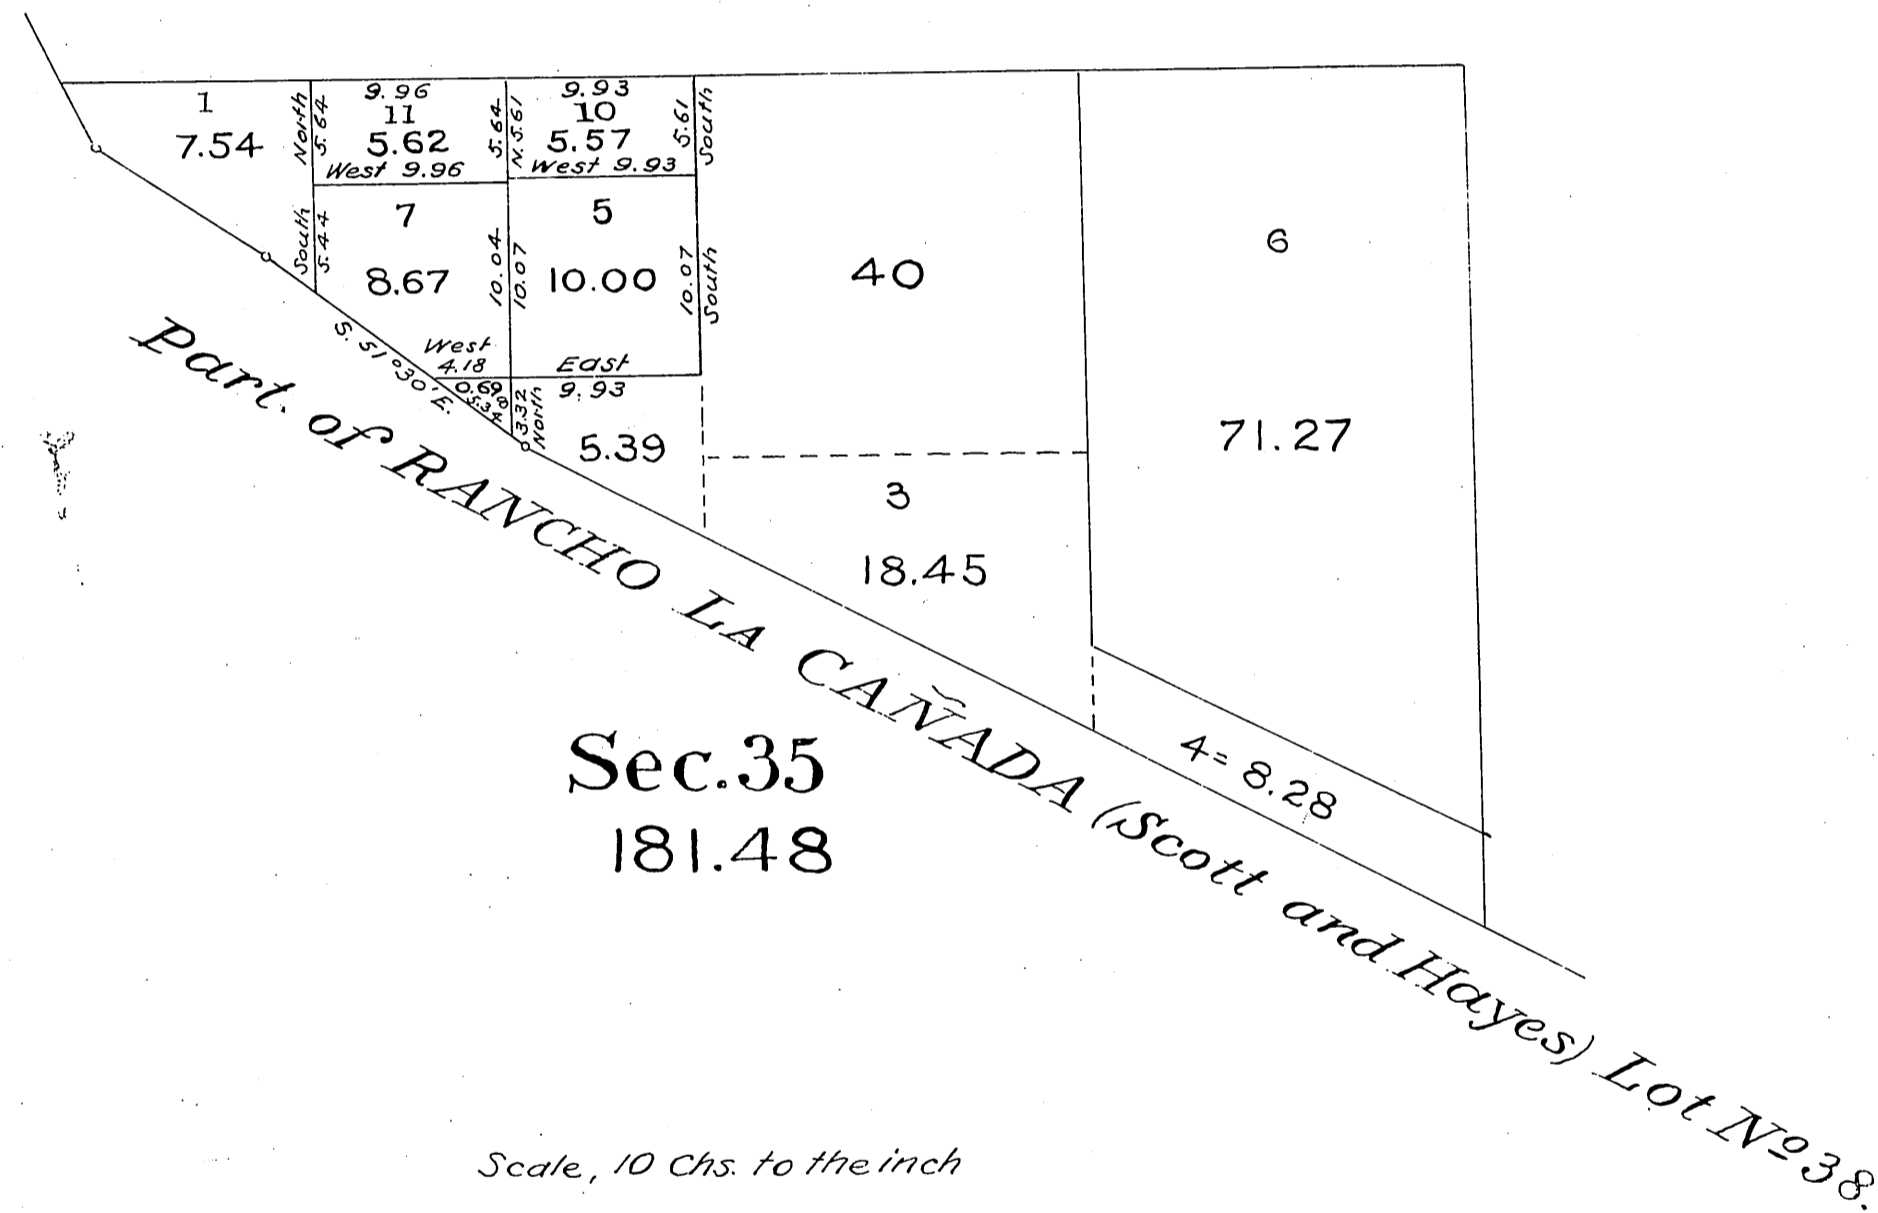 1
7.54
North
5.64
South
5.44
9.96
11
5.62
West 9.96
5.64
N. 5.61
9.93
10
5.57
West 9.93
5.61
South
7
8.67
10.04
West
4.18
10.07
5
10.00
10.07
South
East
9.93
0.69
8
5.34
3.32
North
5.39
S. 51°30' E.
40
3
18.45
6
71.27
4 = 8.28
Part. of RANCHO LA CAÑADA (Scott and Hayes) Lot Nº 38.
Sec. 35
181.48
Scale, 10 Chs. to the inch